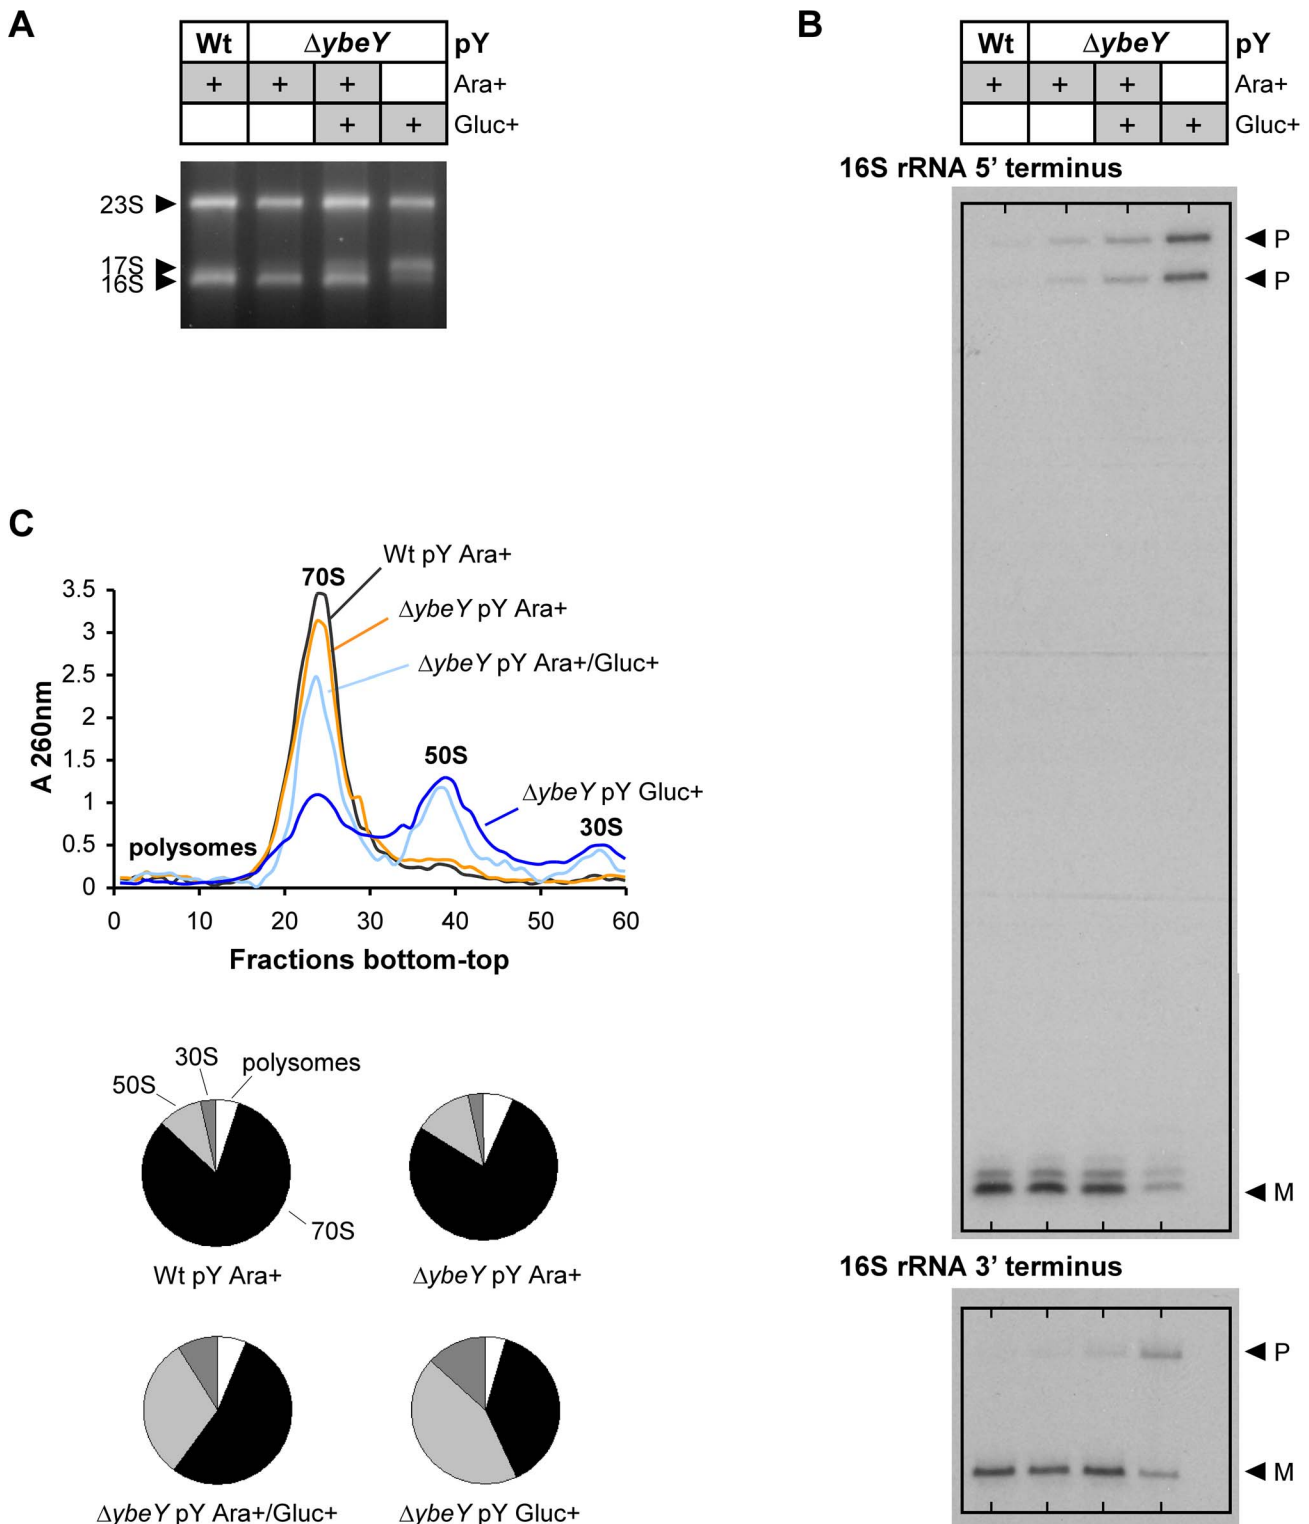 A
Wt ΔybeY pY
+ + + Ara+
+ + Gluc+
23S
17S
16S
B
Wt ΔybeY pY
+ + + Ara+
+ + Gluc+
16S rRNA 5’ terminus
P
P
M
16S rRNA 3’ terminus
P
M
C
Wt pY Ara+
70S
ΔybeY pY Ara+
ΔybeY pY Ara+/Gluc+
50S
ΔybeY pY Gluc+
30S
polysomes
A 260nm
3.5
3
2.5
2
1.5
1
0.5
0
0 10 20 30 40 50 60
Fractions bottom-top
30S polysomes
50S
70S
Wt pY Ara+
ΔybeY pY Ara+
ΔybeY pY Ara+/Gluc+
ΔybeY pY Gluc+